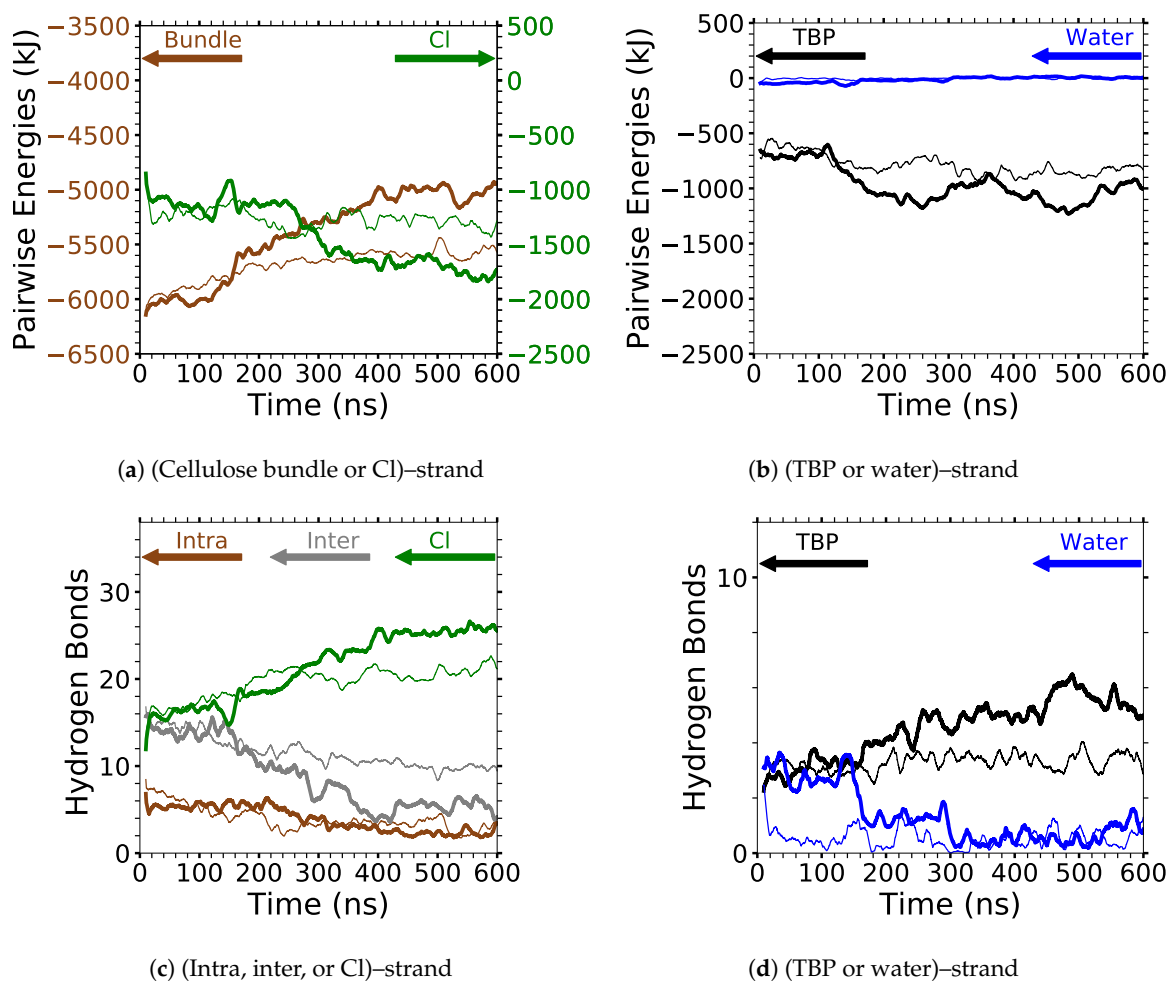 Pairwise Energies (kJ)
−3500
−4000
−4500
−5000
−5500
−6000
−6500
Bundle
Cl
500
0
−500
−1000
−1500
−2000
−2500
0 100 200 300 400 500 600
Time (ns)
(a) (Cellulose bundle or Cl)–strand
Pairwise Energies (kJ)
500
0
−500
−1000
−1500
−2000
−2500
TBP
Water
0 100 200 300 400 500 600
Time (ns)
(b) (TBP or water)–strand
Hydrogen Bonds
30
20
10
0
Intra
Inter
Cl
0 100 200 300 400 500 600
Time (ns)
(c) (Intra, inter, or Cl)–strand
Hydrogen Bonds
10
0
TBP
Water
0 100 200 300 400 500 600
Time (ns)
(d) (TBP or water)–strand